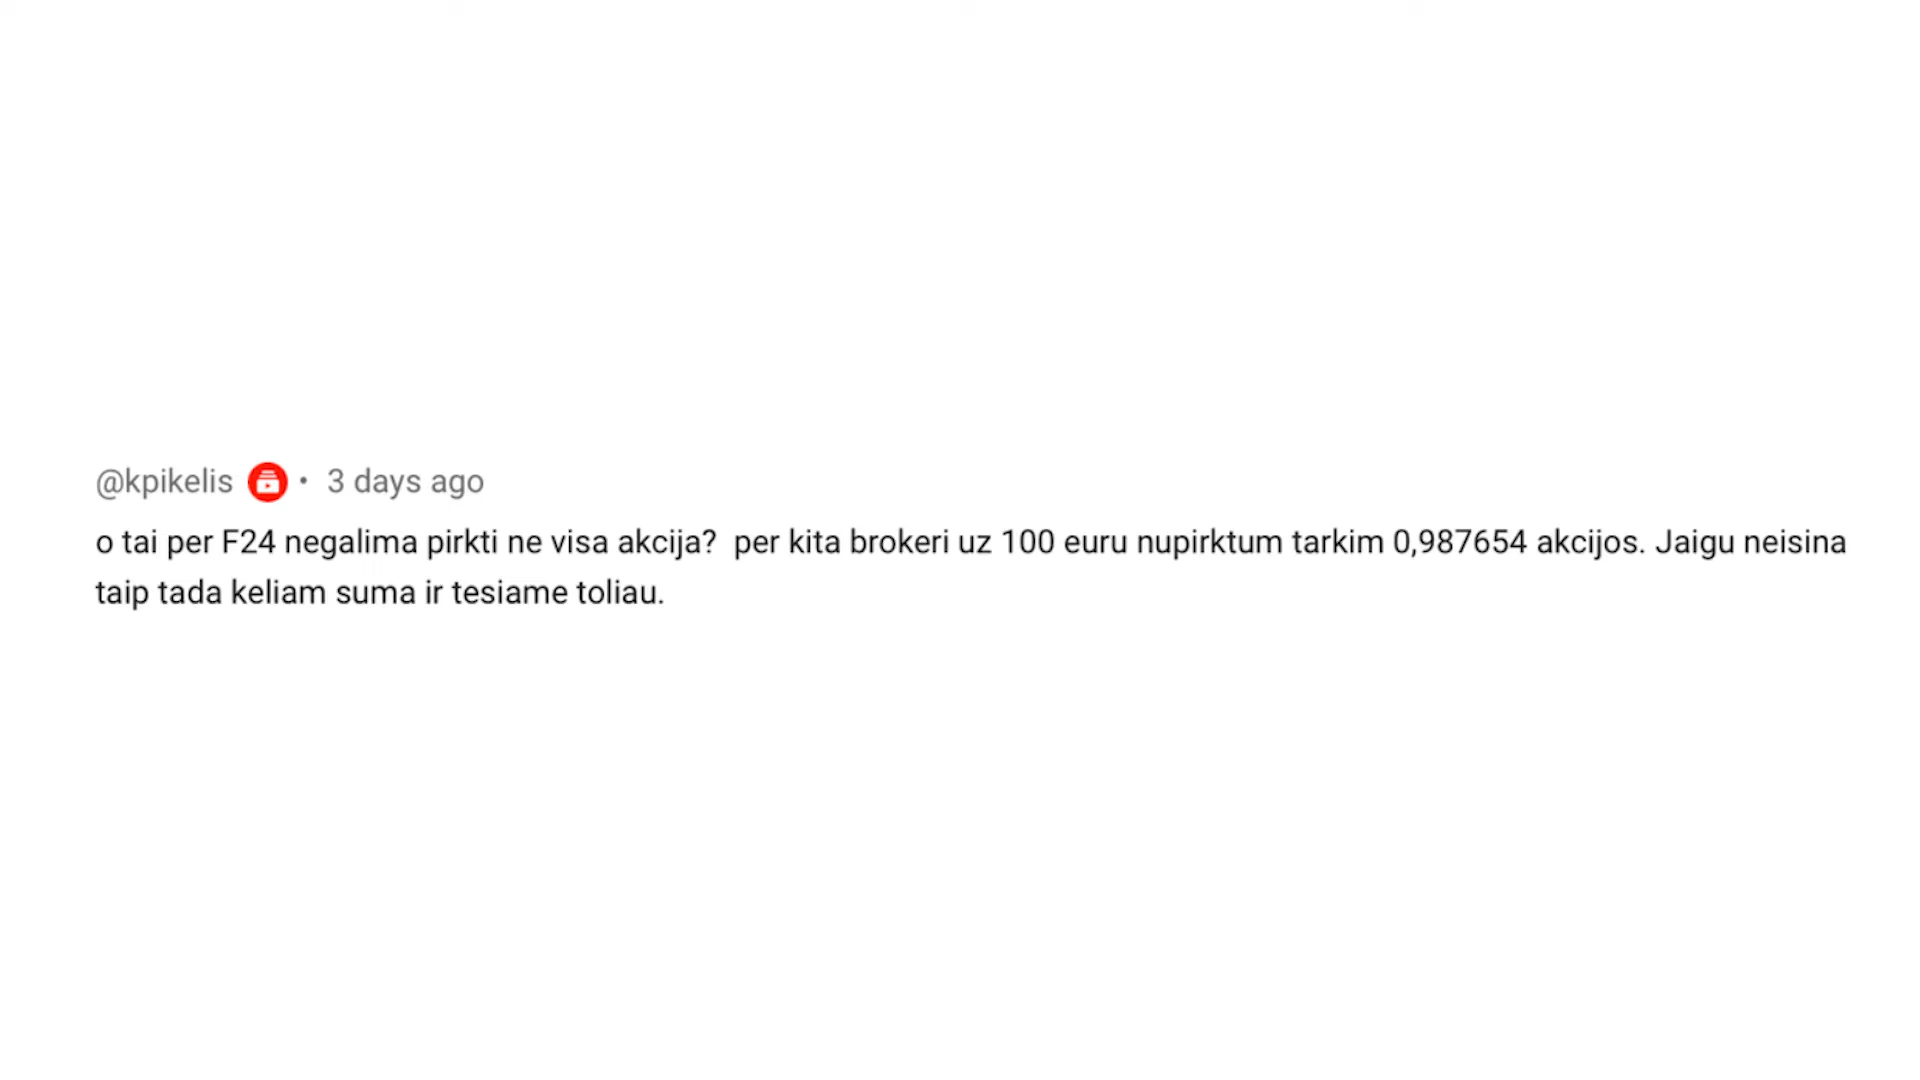 @kpikelis • 3 days ago
o tai per F24 negalima pirkti ne visa akcija?  per kita brokeri uz 100 euru nupirktum tarkim 0,987654 akcijos. Jaigu neisina
taip tada keliam suma ir tesiame toliau.